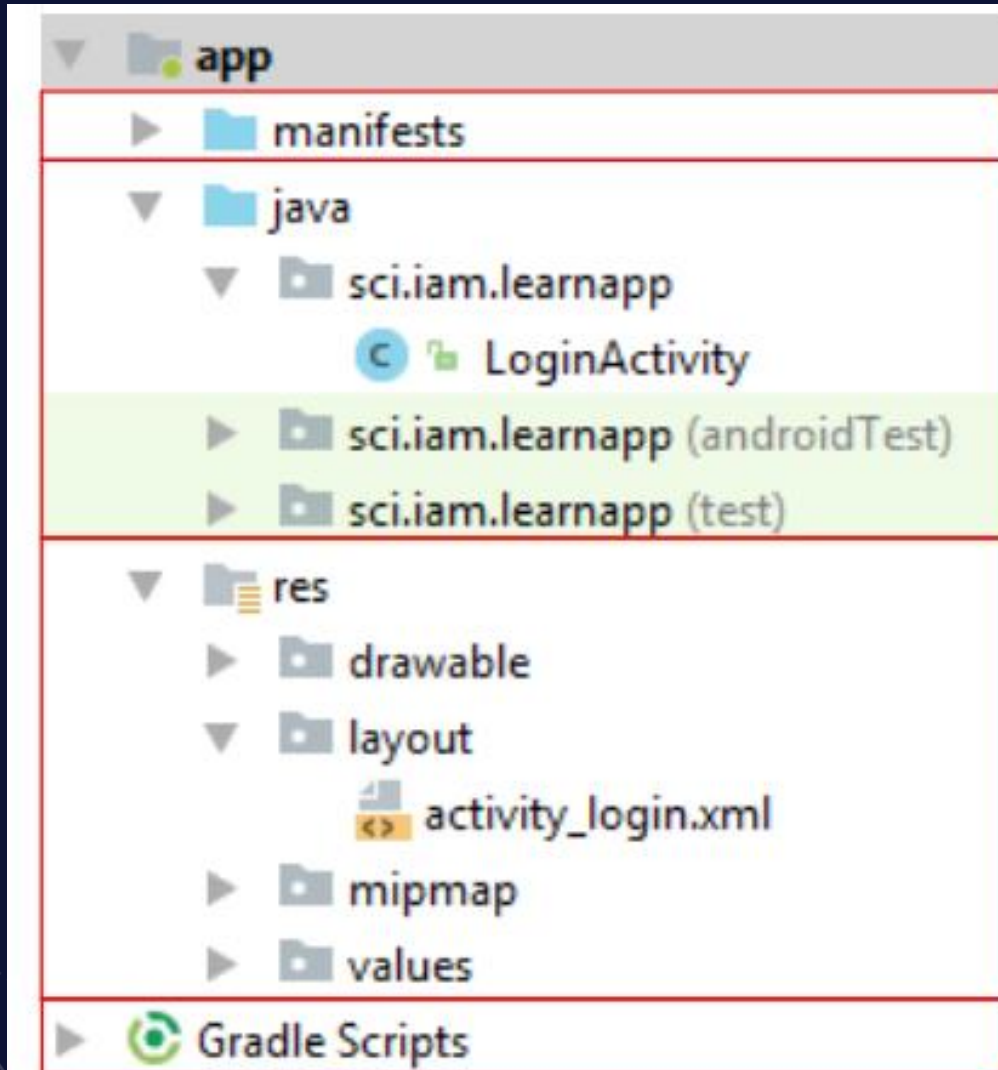 app
manifests
java
sci.iam.learnapp
C LoginActivity
sci.iam.learnapp (androidTest)
sci.iam.learnapp (test)
res
drawable
layout
<> activity_login.xml
mipmap
values
Gradle Scripts